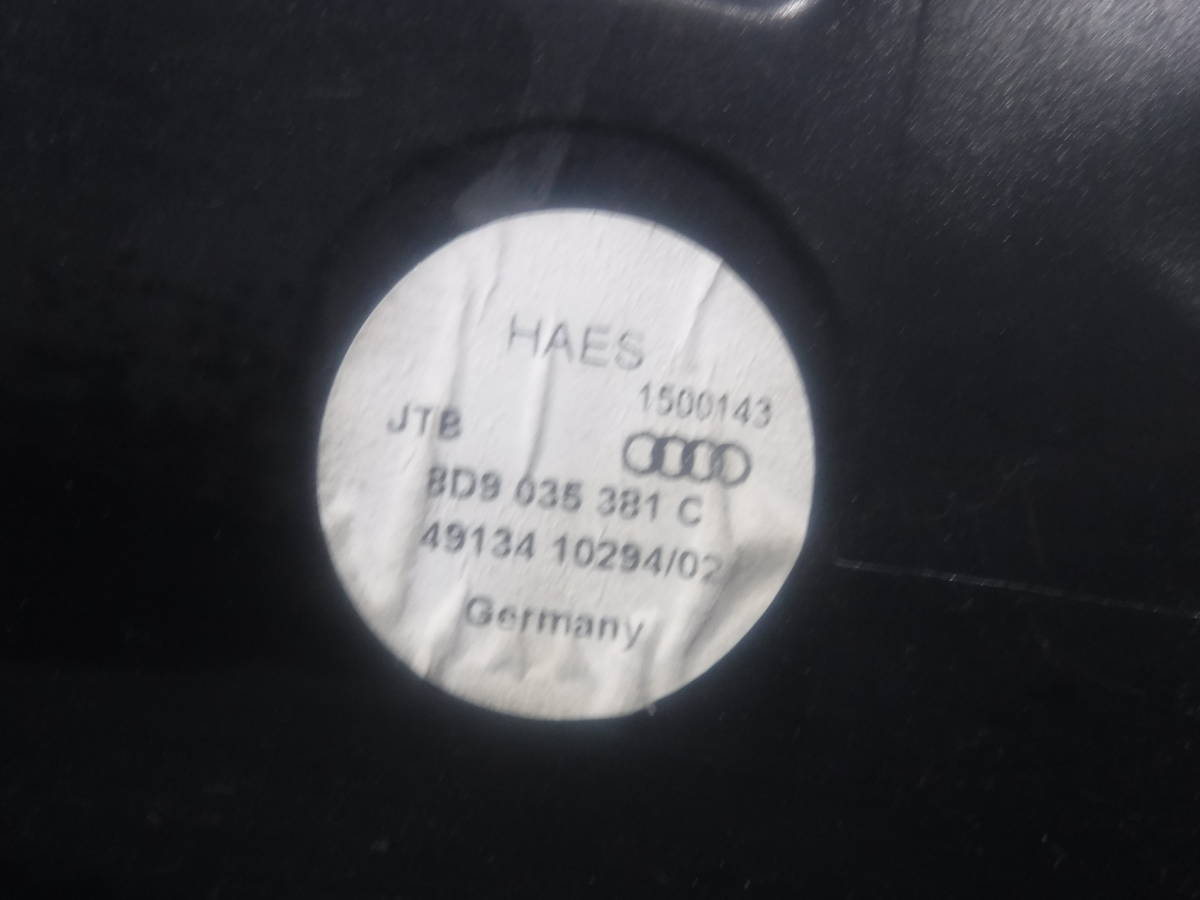 HAES
1500143
JTB
8D9 035 381 C
49134 10294/02
Germany